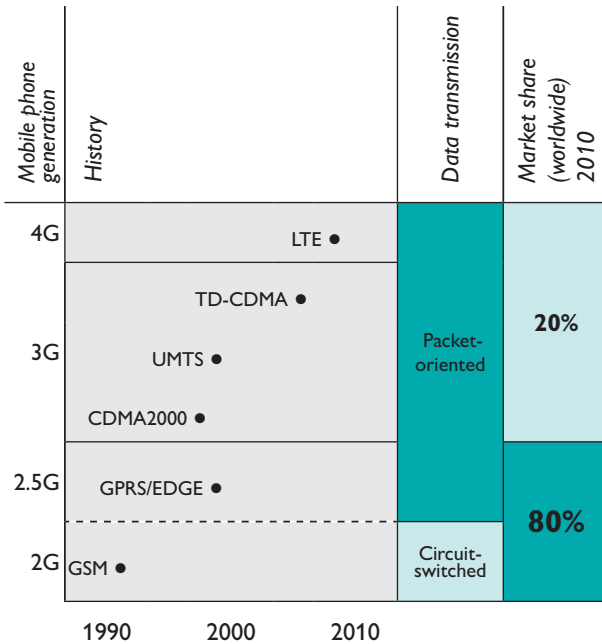 Mobile phone
generation
History
Data transmission
Market share
(worldwide)
2010
4G
LTE
TD-CDMA
3G
UMTS
Packet-
oriented
20%
CDMA2000
2.5G
GPRS/EDGE
80%
2G
GSM
Circuit-
switched
1990 2000 2010